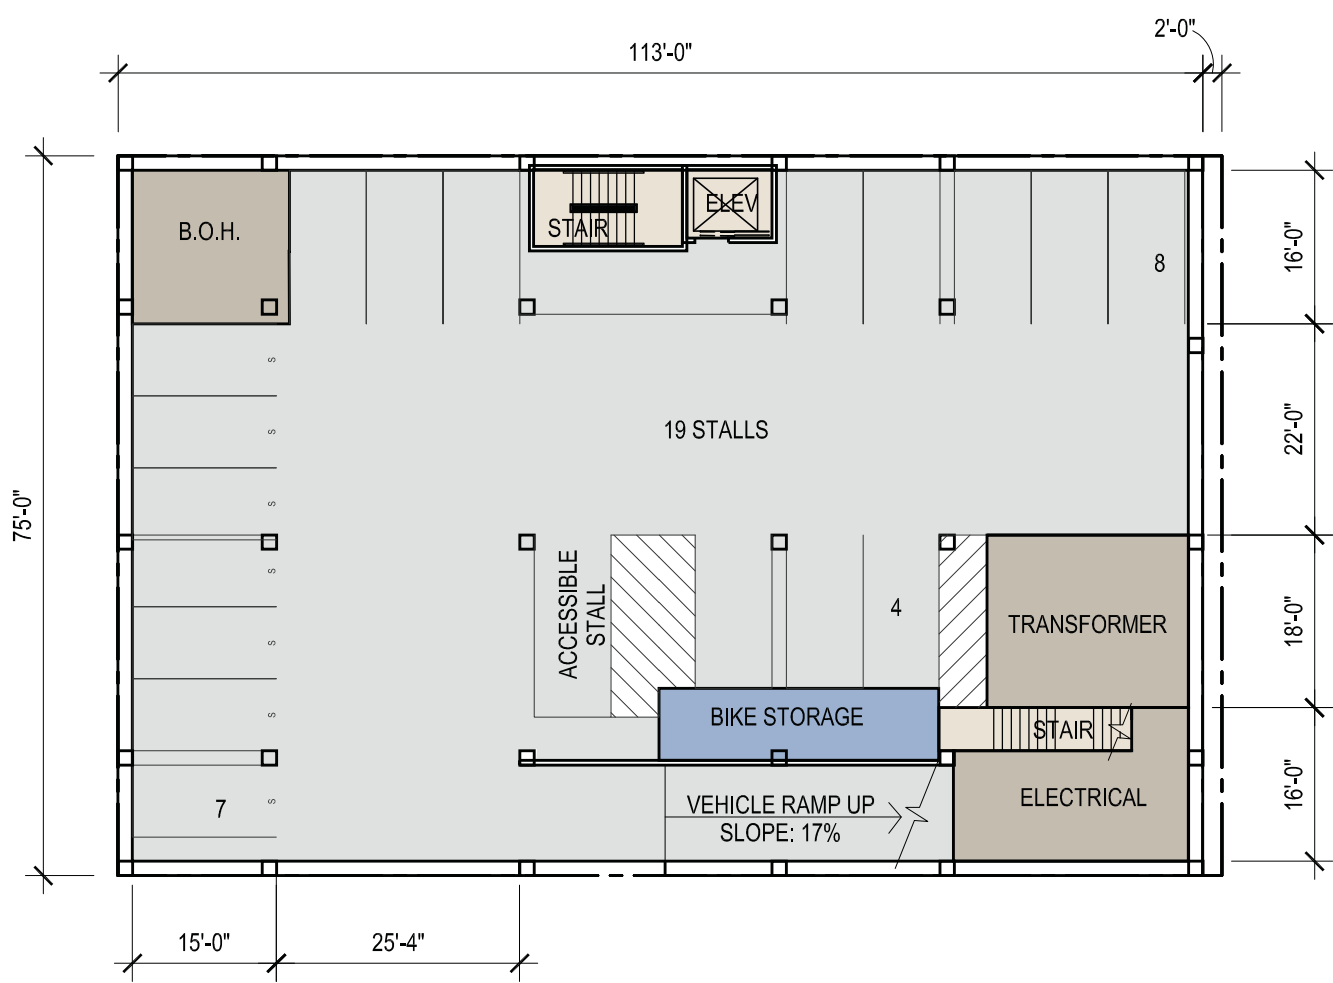 2'-0"
113'-0"
B.O.H.
STAIR
ELEV
8
16'-0"
S
S
19 STALLS
22'-0"
S
75'-0"
S
ACCESSIBLE
STALL
4
TRANSFORMER
18'-0"
S
S
BIKE STORAGE
STAIR
7
S
VEHICLE RAMP UP
SLOPE: 17%
ELECTRICAL
16'-0"
15'-0"
25'-4"